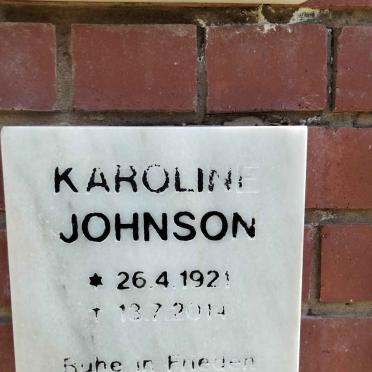 KAROLINE
JOHNSON
* 26.4.1921
† 13.7.2014
Ruhe in Frieden